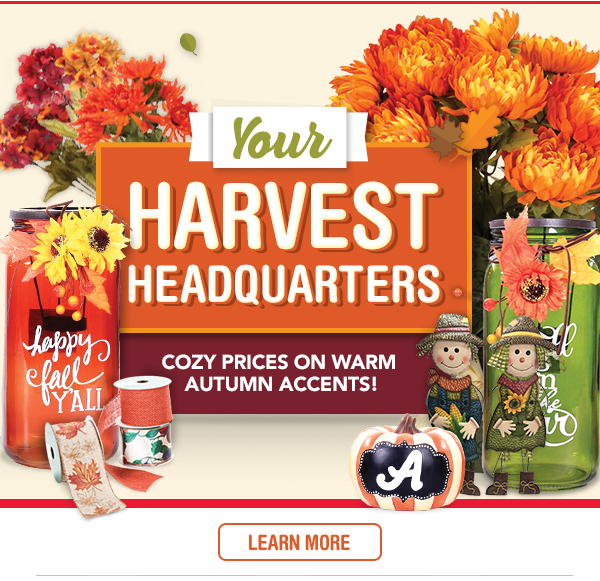 Your
HARVEST
HEADQUARTERS
COZY PRICES ON WARM
AUTUMN ACCENTS!
happy
fall
Y'ALL
A
LEARN MORE